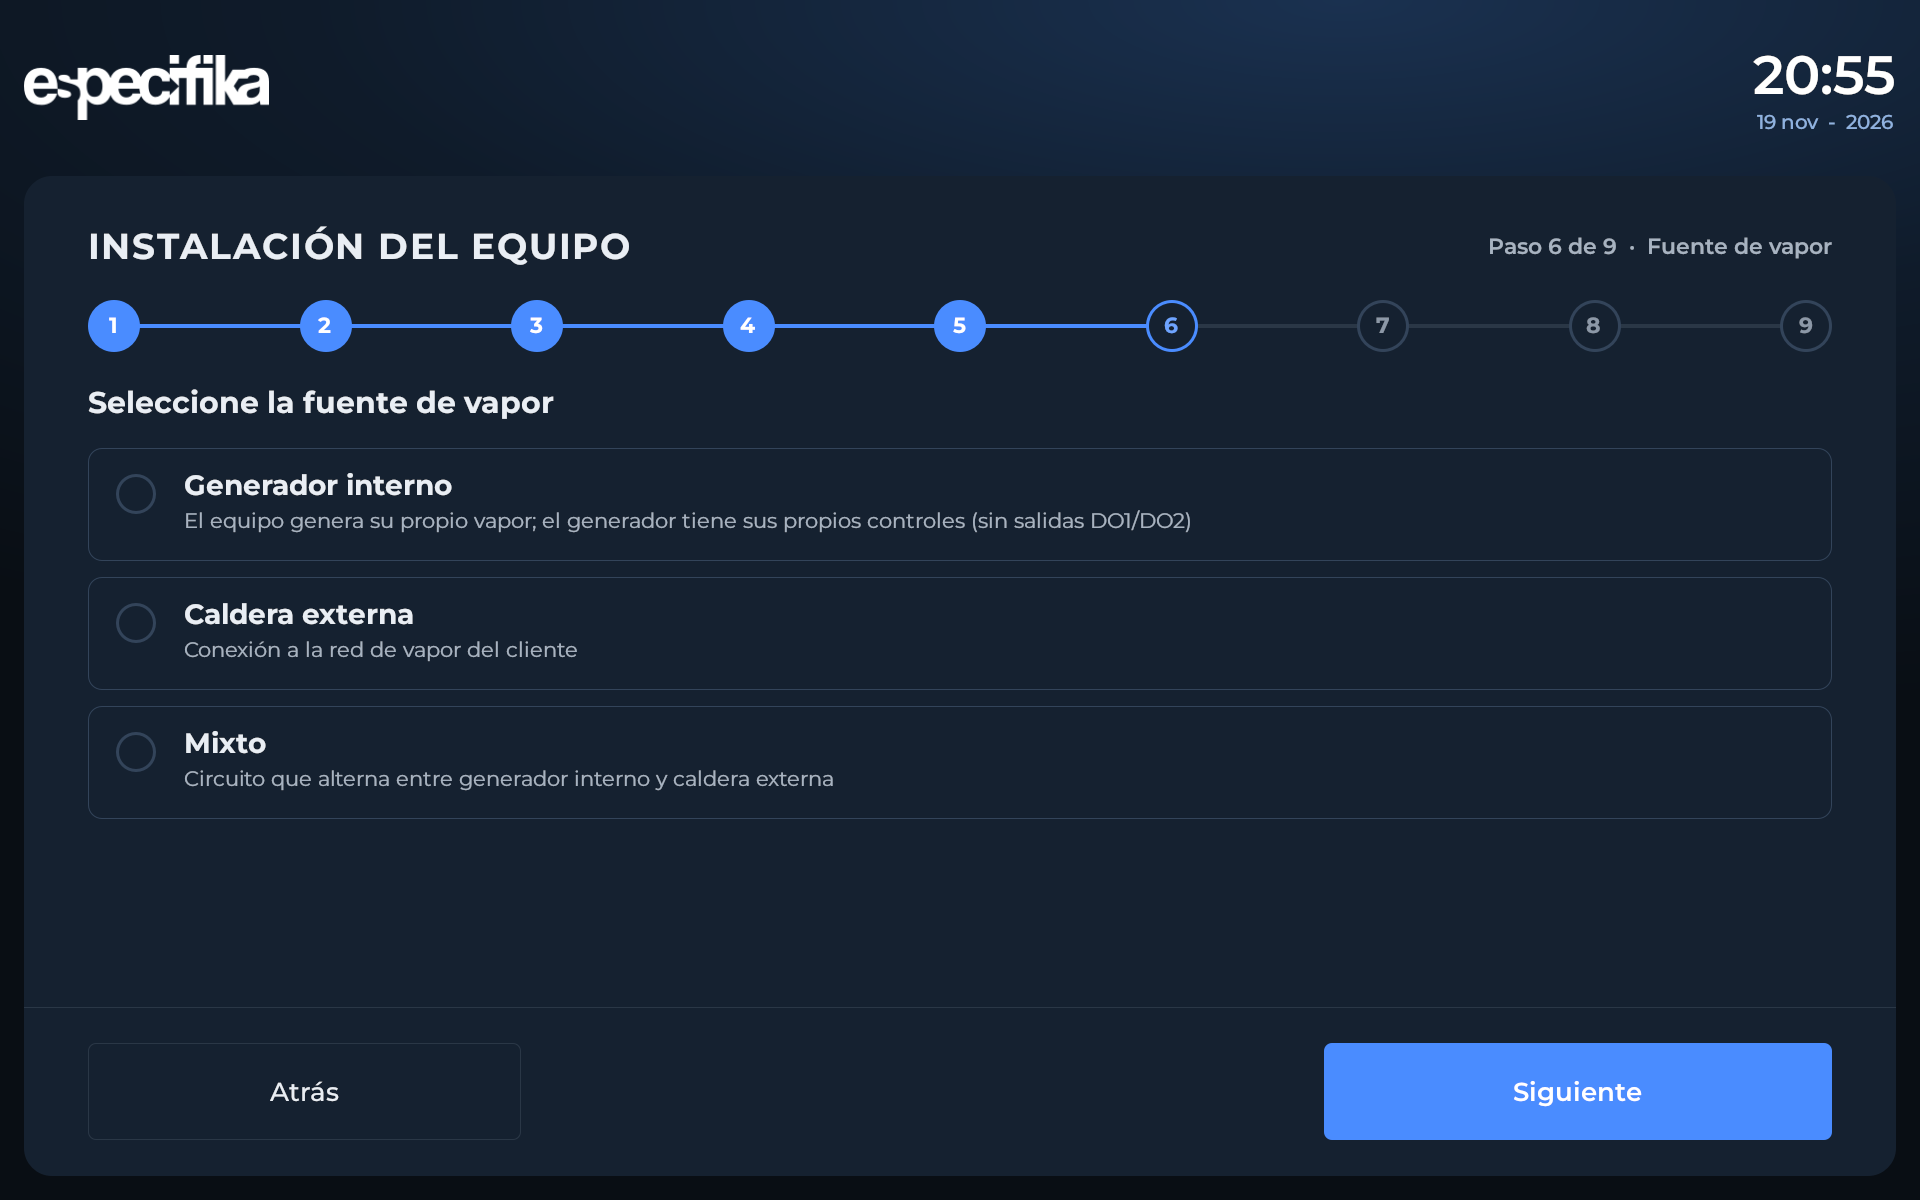 especifika
20:55
19 nov - 2026
INSTALACIÓN DEL EQUIPO
Paso 6 de 9 · Fuente de vapor
1 2 3 4 5 6 7 8 9
Seleccione la fuente de vapor
Generador interno
El equipo genera su propio vapor; el generador tiene sus propios controles (sin salidas DO1/DO2)
Caldera externa
Conexión a la red de vapor del cliente
Mixto
Circuito que alterna entre generador interno y caldera externa
Atrás
Siguiente